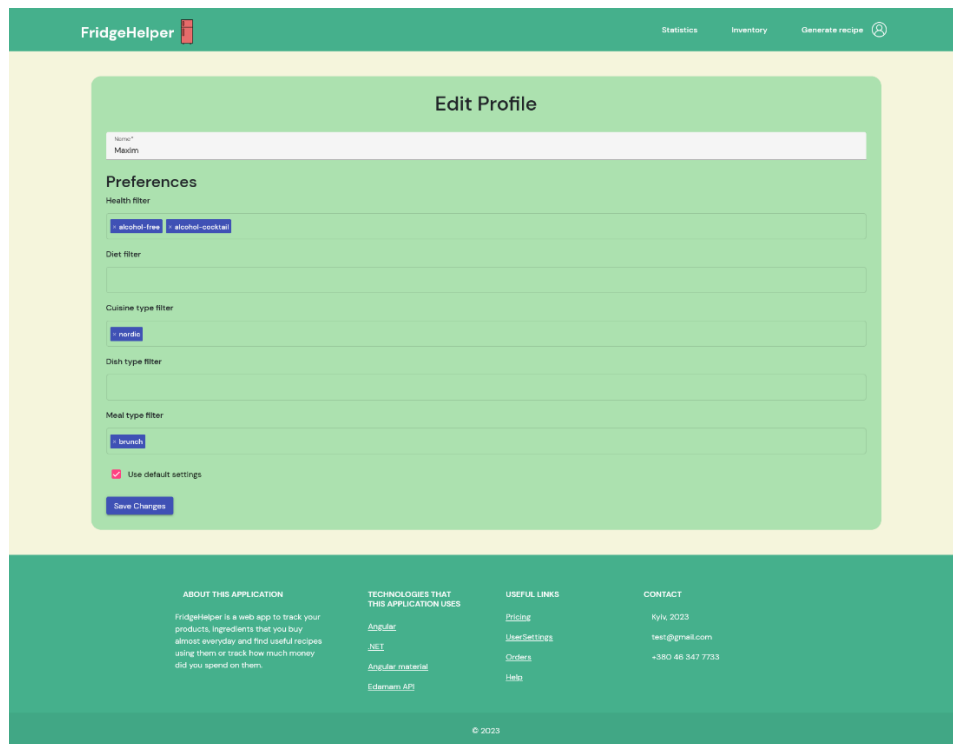 FridgeHelper
Statistics
Inventory
Generate recipe
Edit Profile
Name*
Maxim
Preferences
Health filter
× alcohol-free × alcohol-cocktail
Diet filter
Cuisine type filter
× nordic
Dish type filter
Meal type filter
× brunch
Use default settings
Save Changes
ABOUT THIS APPLICATION
FridgeHelper is a web app to track your
products, ingredients that you buy
almost everyday and find useful recipes
using them or track how much money
did you spend on them.
TECHNOLOGIES THAT
THIS APPLICATION USES
Angular
.NET
Angular material
Edamam API
USEFUL LINKS
Pricing
UserSettings
Orders
Help
CONTACT
Kyiv, 2023
test@gmail.com
+380 46 347 7733
© 2023